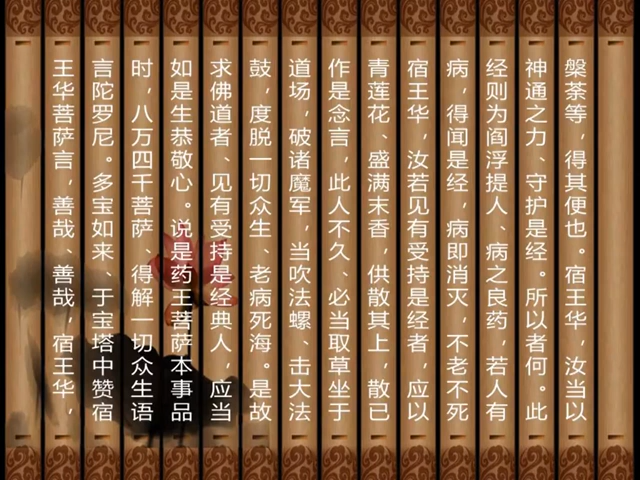 槃荼等，得其便也。宿王华，汝当以
神通之力、守护是经。所以者何。此
经则为阎浮提人、病之良药，若人有
病，得闻是经，病即消灭，不老不死
宿王华，汝若见有受持是经者，应以
青莲花、盛满末香，供散其上，散已
作是念言，此人不久、必当取草坐于
道场，破诸魔军，当吹法螺、击大法
鼓，度脱一切众生、老病死海。是故
求佛道者、见有受持是经典人　应当
如是生恭敬心。说是药王菩萨本事品
时，八万四千菩萨、得解一切众生语
言陀罗尼。多宝如来、于宝塔中赞宿
王华菩萨言，善哉、善哉，宿王华，